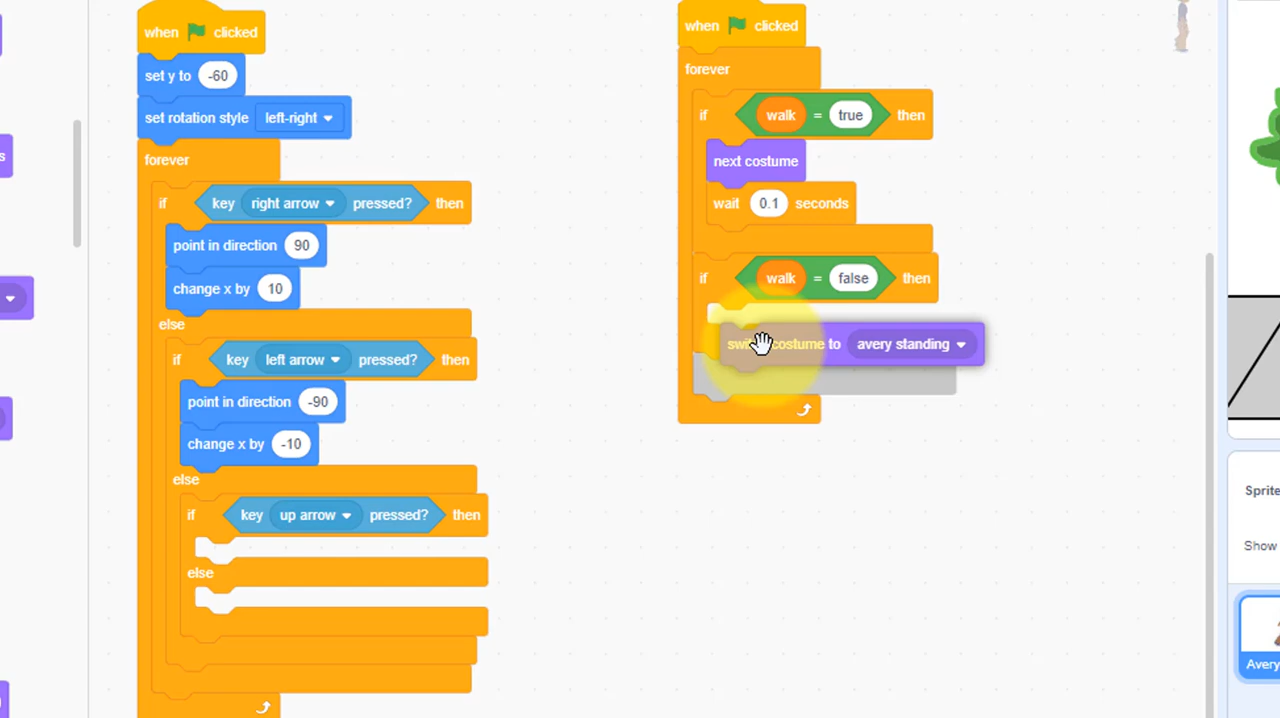 when clicked
set y to -60
set rotation style left-right
forever
if key right arrow pressed? then
point in direction 90
change x by 10
else
if key left arrow pressed? then
point in direction -90
change x by -10
else
if key up arrow pressed? then
else
when clicked
forever
if walk = true then
next costume
wait 0.1 seconds
if walk = false then
costume to avery standing
Sprite
Show
Avery
s